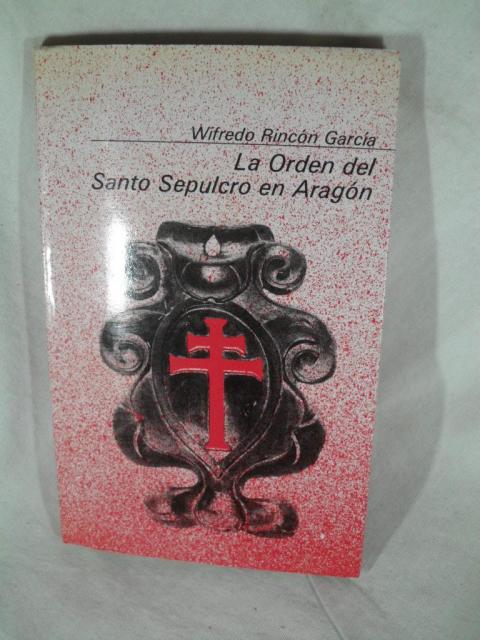 Wifredo Rincón García
La Orden del
Santo Sepulcro en Aragón